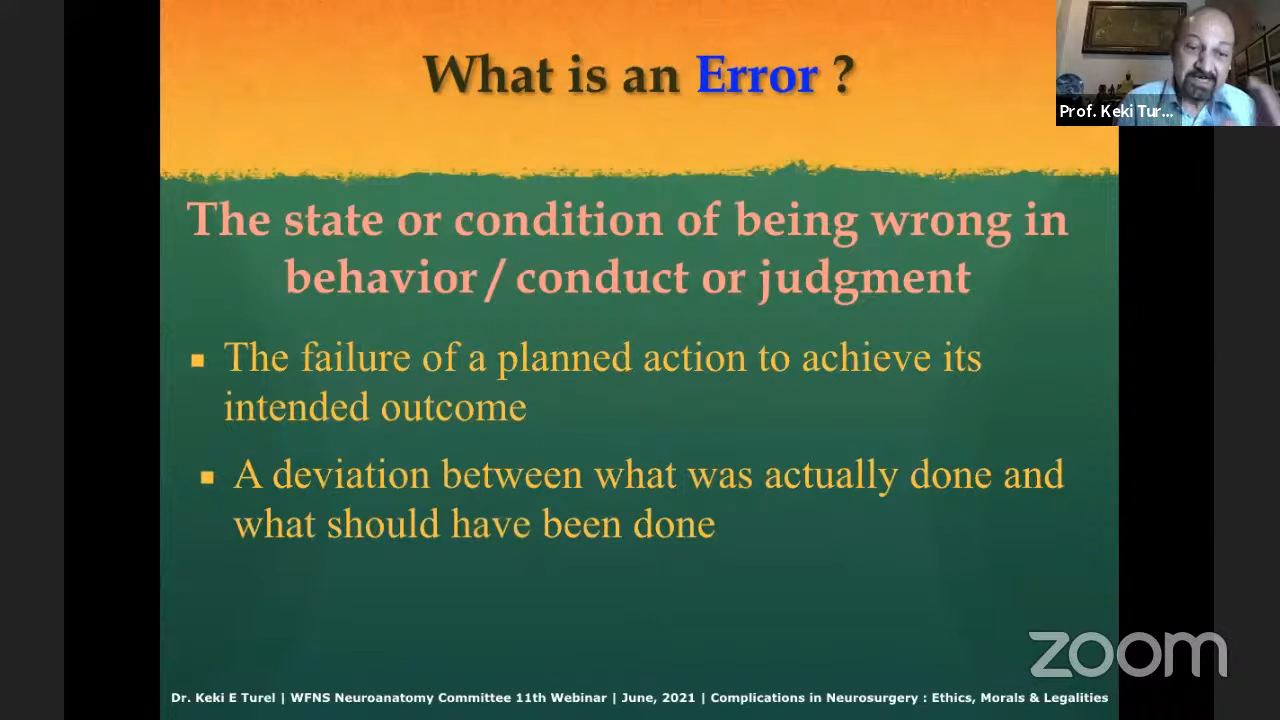 What is an Error ?
Prof. Keki Tur...
The state or condition of being wrong in
behavior / conduct or judgment
▪ The failure of a planned action to achieve its
intended outcome
▪ A deviation between what was actually done and
what should have been done
zoom
Dr. Keki E Turel | WFNS Neuroanatomy Committee 11th Webinar | June, 2021 | Complications in Neurosurgery : Ethics, Morals & Legalities